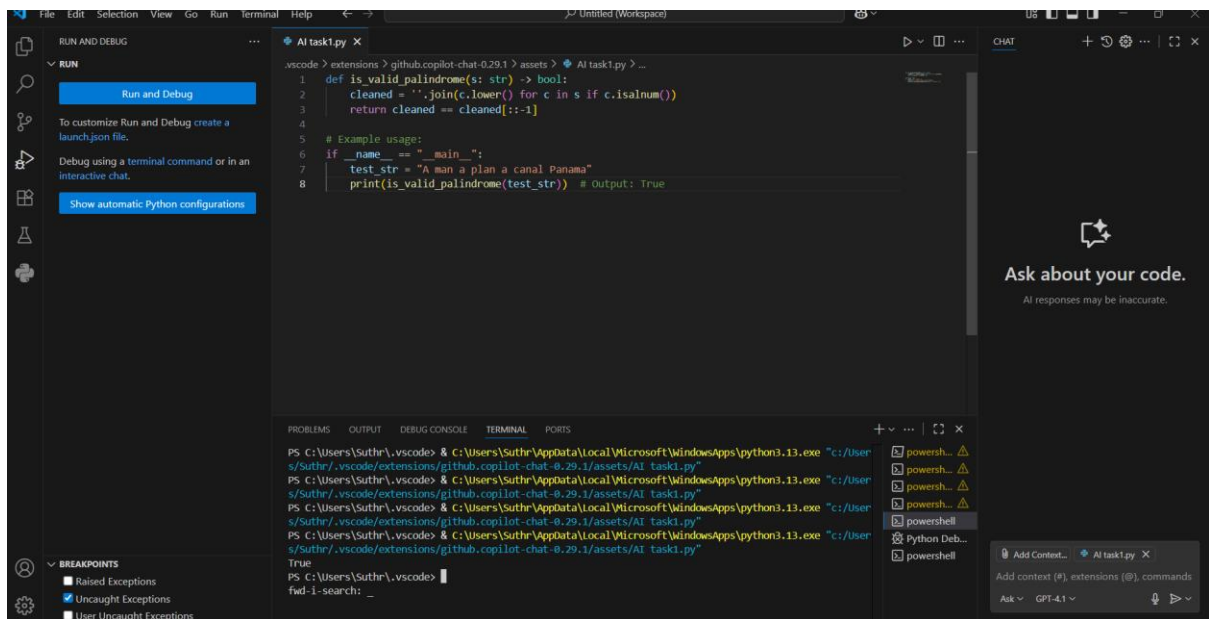 File Edit Selection View Go Run Terminal Help
Untitled (Workspace)
RUN AND DEBUG
RUN
Run and Debug
To customize Run and Debug create a
launch.json file.
Debug using a terminal command or in an
interactive chat.
Show automatic Python configurations
BREAKPOINTS
Raised Exceptions
Uncaught Exceptions
User Uncaught Exceptions
AI task1.py
.vscode > extensions > github.copilot-chat-0.29.1 > assets > AI task1.py > ...
1 def is_valid_palindrome(s: str) -> bool:
2 cleaned = ''.join(c.lower() for c in s if c.isalnum())
3 return cleaned == cleaned[::-1]
4
5 # Example usage:
6 if __name__ == "__main__":
7 test_str = "A man a plan a canal Panama"
8 print(is_valid_palindrome(test_str)) # Output: True
PROBLEMS OUTPUT DEBUG CONSOLE TERMINAL PORTS
PS C:\Users\Suthr\.vscode> & C:\Users\Suthr\AppData\Local\Microsoft\WindowsApps\python3.13.exe "c:/User
s/Suthr/.vscode/extensions/github.copilot-chat-0.29.1/assets/AI task1.py"
PS C:\Users\Suthr\.vscode> & C:\Users\Suthr\AppData\Local\Microsoft\WindowsApps\python3.13.exe "c:/User
s/Suthr/.vscode/extensions/github.copilot-chat-0.29.1/assets/AI task1.py"
PS C:\Users\Suthr\.vscode> & C:\Users\Suthr\AppData\Local\Microsoft\WindowsApps\python3.13.exe "c:/User
s/Suthr/.vscode/extensions/github.copilot-chat-0.29.1/assets/AI task1.py"
PS C:\Users\Suthr\.vscode> & C:\Users\Suthr\AppData\Local\Microsoft\WindowsApps\python3.13.exe "c:/User
s/Suthr/.vscode/extensions/github.copilot-chat-0.29.1/assets/AI task1.py"
True
PS C:\Users\Suthr\.vscode>
fwd-i-search: _
powersh...
powersh...
powersh...
powersh...
powershell
Python Deb...
powershell
CHAT
Ask about your code.
AI responses may be inaccurate.
Add Context... AI task1.py
Add context (#), extensions (@), commands
Ask GPT-4.1